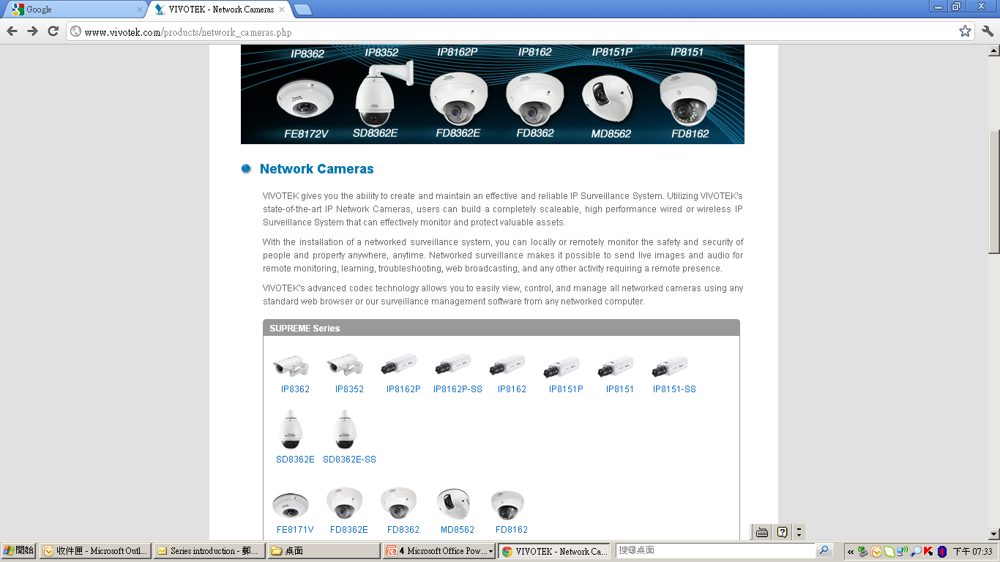 Google
VIVOTEK - Network Cameras
www.vivotek.com/products/network_cameras.php
IP8362 IP8352 IP8162P IP8162 IP8151P IP8151
FE8172V SD8362E FD8362E FD8362 MD8562 FD8162
Network Cameras
VIVOTEK gives you the ability to create and maintain an effective and reliable IP Surveillance System. Utilizing VIVOTEK's
state-of-the-art IP Network Cameras, users can build a completely scaleable, high performance wired or wireless IP
Surveillance System that can effectively monitor and protect valuable assets.
With the installation of a networked surveillance system, you can locally or remotely monitor the safety and security of
people and property anywhere, anytime. Networked surveillance makes it possible to send live images and audio for
remote monitoring, learning, troubleshooting, web broadcasting, and any other activity requiring a remote presence.
VIVOTEK's advanced codec technology allows you to easily view, control, and manage all networked cameras using any
standard web browser or our surveillance management software from any networked computer.
SUPREME Series
IP8362 IP8352 IP8162P IP8162P-SS IP8162 IP8151P IP8151 IP8151-SS
SD8362E SD8362E-SS
FE8171V FD8362E FD8362 MD8562 FD8162
開始 收件匣 - Microsoft Outl... Series introduction - 郵... 桌面 4 Microsoft Office Pow... VIVOTEK - Network Ca... 搜尋桌面 « 下午 07:33